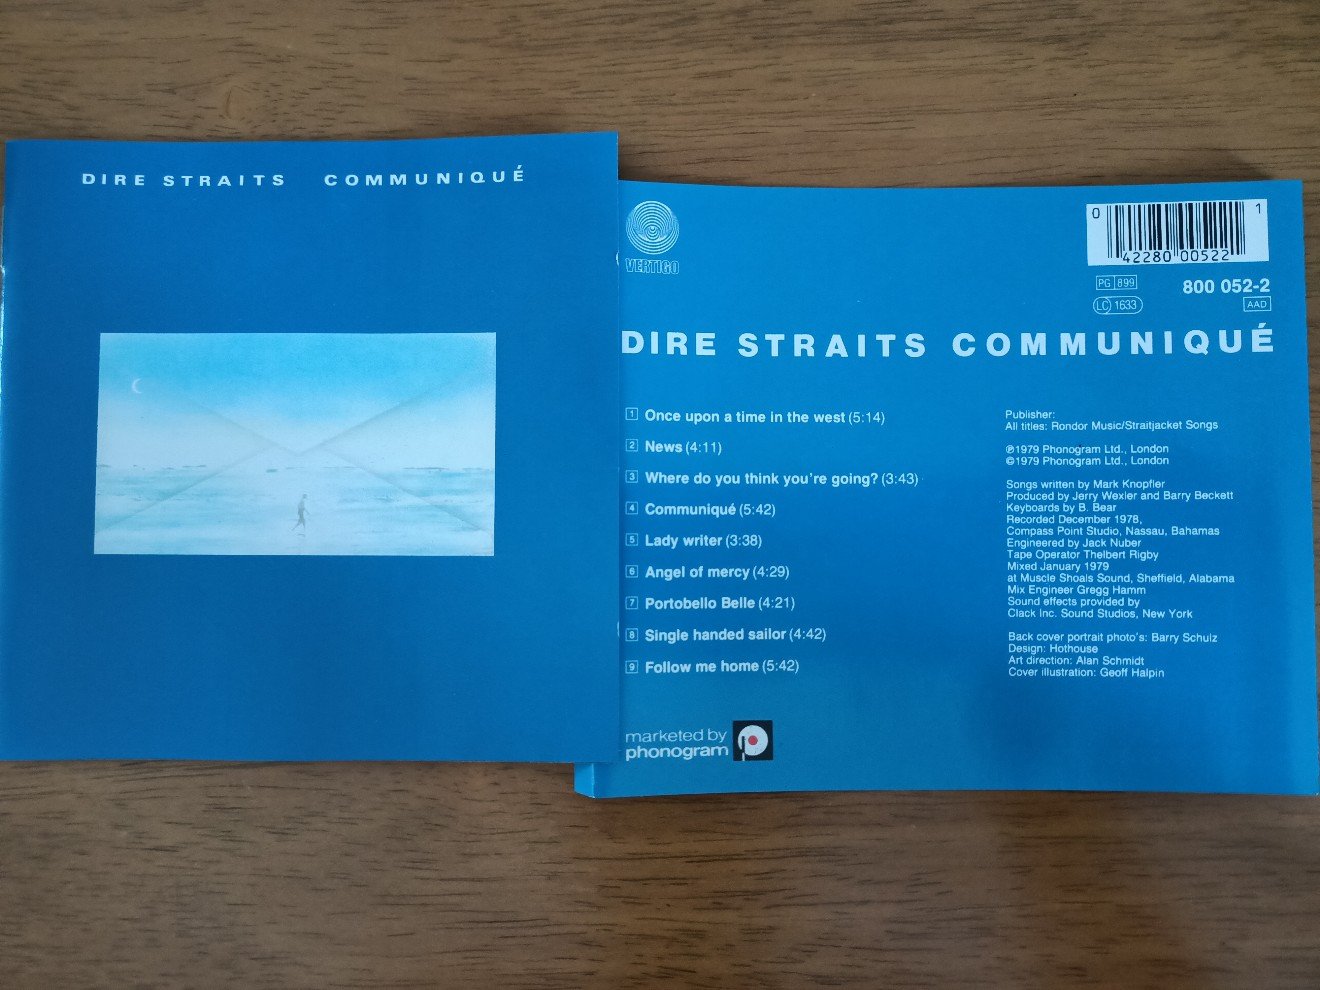 DIRE STRAITS COMMUNIQUÉ
VERTIGO
0 42280 00522 1
PG 899
800 052-2
LC 1633
AAD
DIRE STRAITS COMMUNIQUÉ
1 Once upon a time in the west (5:14)
2 News (4:11)
3 Where do you think you're going? (3:43)
4 Communiqué (5:42)
5 Lady writer (3:38)
6 Angel of mercy (4:29)
7 Portobello Belle (4:21)
8 Single handed sailor (4:42)
9 Follow me home (5:42)
marketed by
phonogram
Publisher:
All titles: Rondor Music/Straitjacket Songs
℗1979 Phonogram Ltd., London
©1979 Phonogram Ltd., London
Songs written by Mark Knopfler
Produced by Jerry Wexler and Barry Beckett
Keyboards by B. Bear
Recorded December 1978,
Compass Point Studio, Nassau, Bahamas
Engineered by Jack Nuber
Tape Operator Thelbert Rigby
Mixed January 1979
at Muscle Shoals Sound, Sheffield, Alabama
Mix Engineer Gregg Hamm
Sound effects provided by
Clack Inc. Sound Studios, New York
Back cover portrait photo's: Barry Schulz
Design: Hothouse
Art direction: Alan Schmidt
Cover illustration: Geoff Halpin